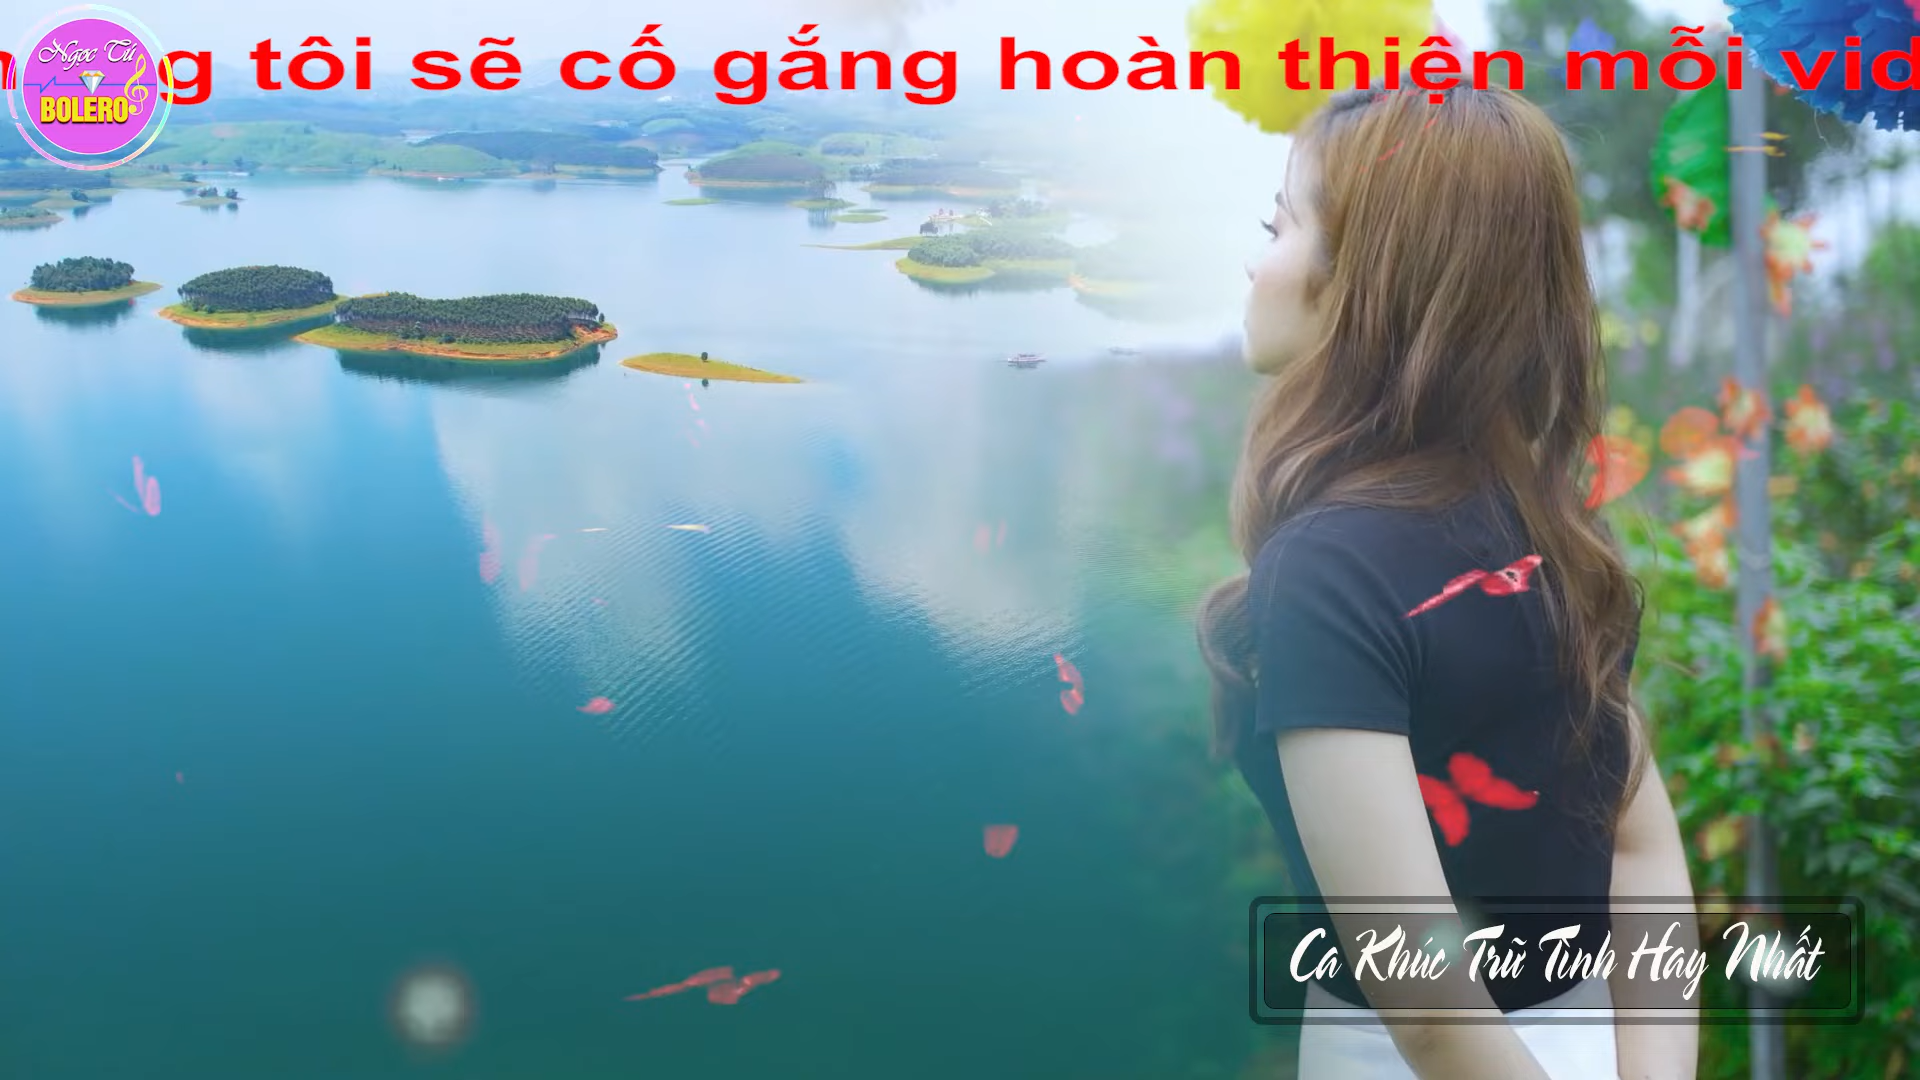 g tôi sẽ cố gắng hoàn thiện mỗi vid
Ngọc Tú
BOLERO
Ca Khúc Trữ Tình Hay Nhất